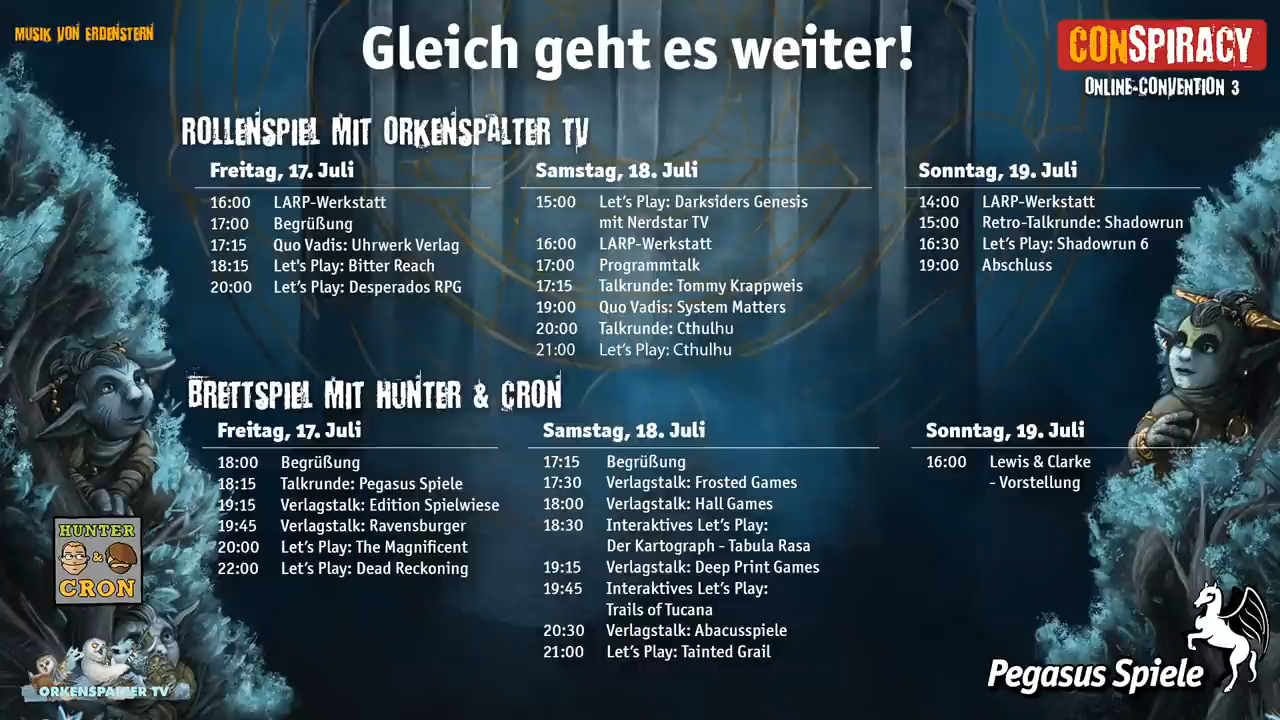 MUSIK VON ERDENSTERN
Gleich geht es weiter!
CONSPIRACY
ONLINE-CONVENTION 3
ROLLENSPIEL MIT ORKENSPALTER TV
Freitag, 17. Juli
16:00 LARP-Werkstatt
17:00 Begrüßung
17:15 Quo Vadis: Uhrwerk Verlag
18:15 Let's Play: Bitter Reach
20:00 Let’s Play: Desperados RPG
Samstag, 18. Juli
15:00 Let’s Play: Darksiders Genesis
mit Nerdstar TV
16:00 LARP-Werkstatt
17:00 Programmtalk
17:15 Talkrunde: Tommy Krappweis
19:00 Quo Vadis: System Matters
20:00 Talkrunde: Cthulhu
21:00 Let’s Play: Cthulhu
Sonntag, 19. Juli
14:00 LARP-Werkstatt
15:00 Retro-Talkrunde: Shadowrun
16:30 Let’s Play: Shadowrun 6
19:00 Abschluss
BRETTSPIEL MIT HUNTER & CRON
Freitag, 17. Juli
18:00 Begrüßung
18:15 Talkrunde: Pegasus Spiele
19:15 Verlagstalk: Edition Spielwiese
19:45 Verlagstalk: Ravensburger
20:00 Let’s Play: The Magnificent
22:00 Let’s Play: Dead Reckoning
Samstag, 18. Juli
17:15 Begrüßung
17:30 Verlagstalk: Frosted Games
18:00 Verlagstalk: Hall Games
18:30 Interaktives Let’s Play:
Der Kartograph - Tabula Rasa
19:15 Verlagstalk: Deep Print Games
19:45 Interaktives Let’s Play:
Trails of Tucana
20:30 Verlagstalk: Abacusspiele
21:00 Let’s Play: Tainted Grail
Sonntag, 19. Juli
16:00 Lewis & Clarke
- Vorstellung
HUNTER
&
CRON
ORKENSPALTER TV
Pegasus Spiele